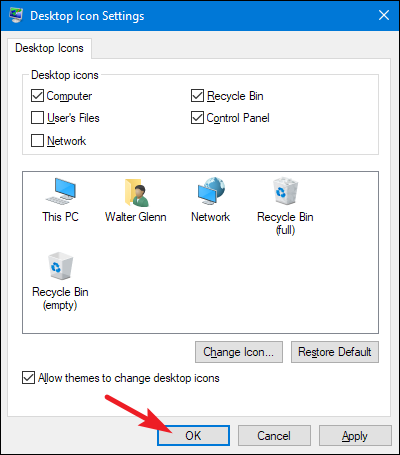 Desktop Icon Settings
Desktop Icons
Desktop icons
Computer
Recycle Bin
User's Files
Control Panel
Network
This PC
Walter Glenn
Network
Recycle Bin
(full)
Recycle Bin
(empty)
Change Icon...
Restore Default
Allow themes to change desktop icons
OK
Cancel
Apply